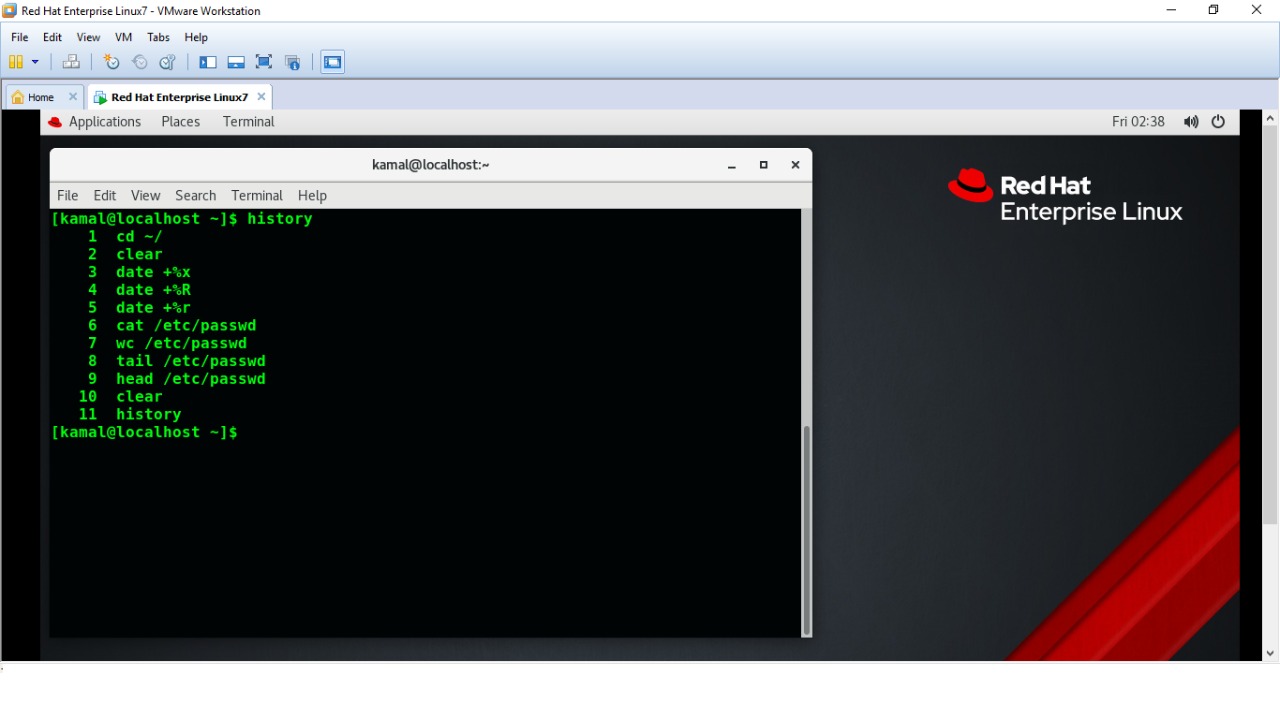 Red Hat Enterprise Linux7 - VMware Workstation
File Edit View VM Tabs Help
Home Red Hat Enterprise Linux7
Applications Places Terminal Fri 02:38
kamal@localhost:~
File Edit View Search Terminal Help
Red Hat
Enterprise Linux
[kamal@localhost ~]$ history
1 cd ~/
2 clear
3 date +%x
4 date +%R
5 date +%r
6 cat /etc/passwd
7 wc /etc/passwd
8 tail /etc/passwd
9 head /etc/passwd
10 clear
11 history
[kamal@localhost ~]$